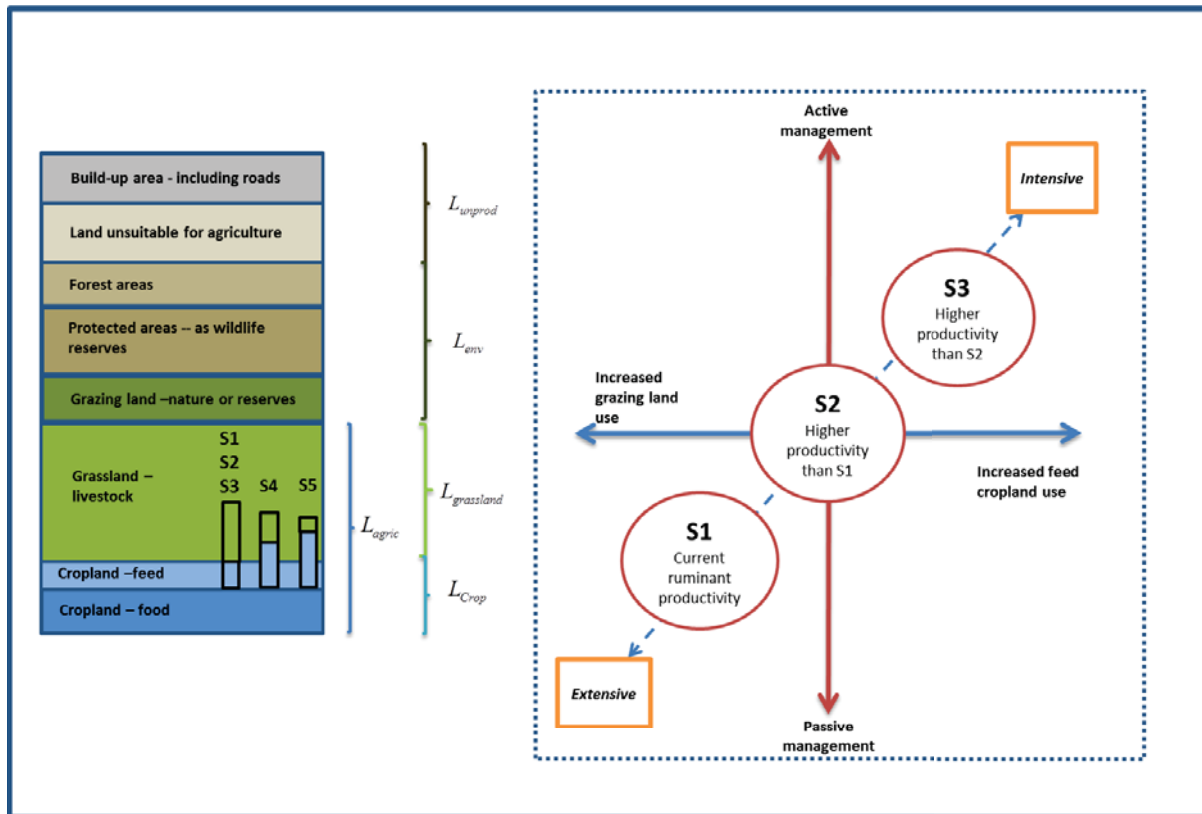 Build-up area - including roads
Land unsuitable for agriculture
Forest areas
Protected areas -- as wildlife
reserves
Grazing land –nature or reserves
Grassland –
livestock
S1
S2
S3
S4
S5
Cropland –feed
Cropland – food
L_agric
L_unprod
L_env
L_grassland
L_Crop
Active
management
Intensive
S3
Higher
productivity
than S2
Increased
grazing land
use
S2
Higher
productivity
than S1
Increased feed
cropland use
S1
Current
ruminant
productivity
Extensive
Passive
management